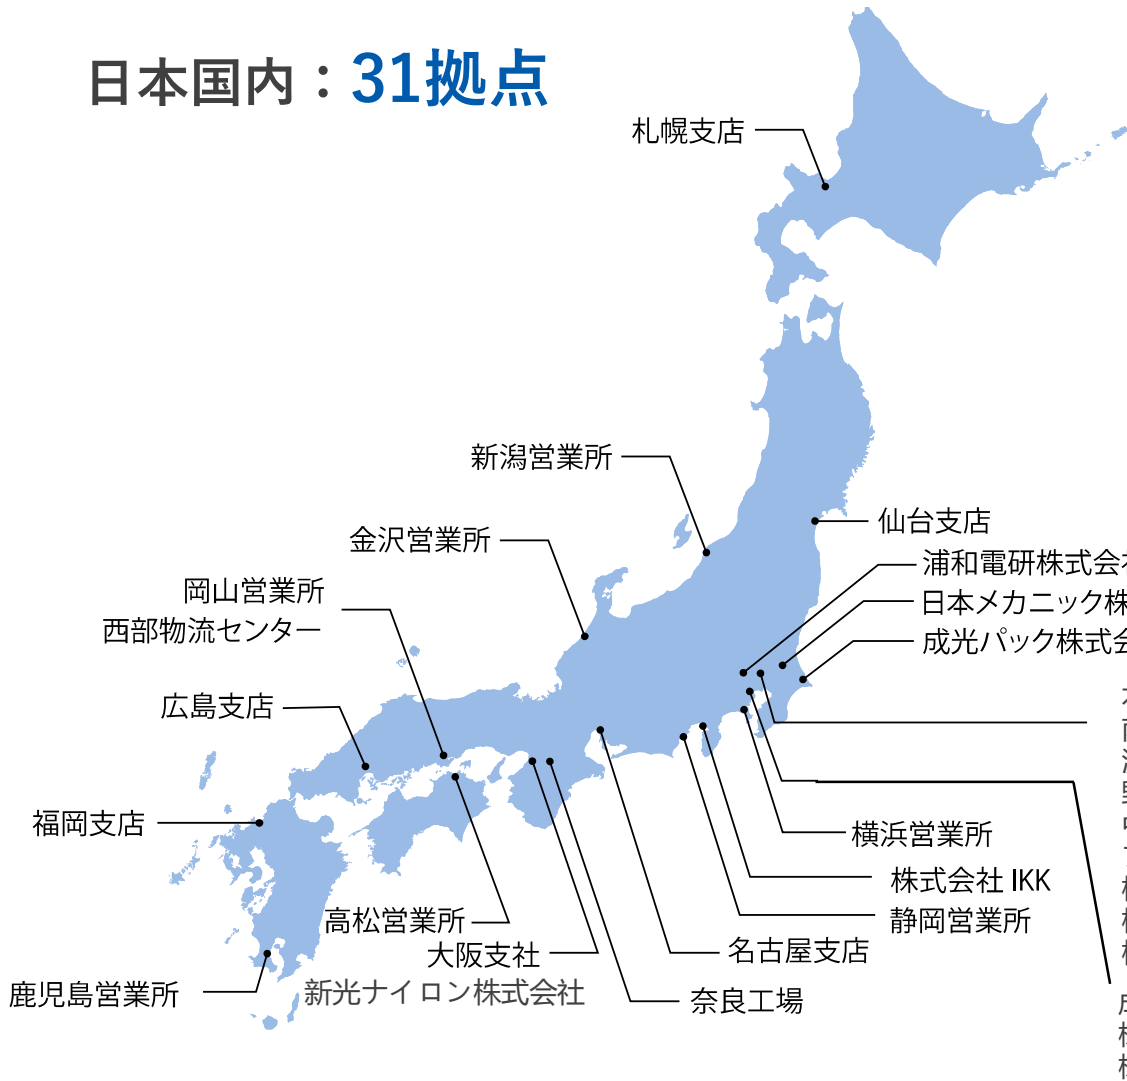 日本国内：31拠点
札幌支店
新潟営業所
仙台支店
金沢営業所
浦和電研株式会
岡山営業所
日本メカニック株
西部物流センター
成光パック株式会
広島支店
福岡支店
横浜営業所
株式会社 IKK
高松営業所
静岡営業所
大阪支社
名古屋支店
新光ナイロン株式会社
鹿児島営業所
奈良工場